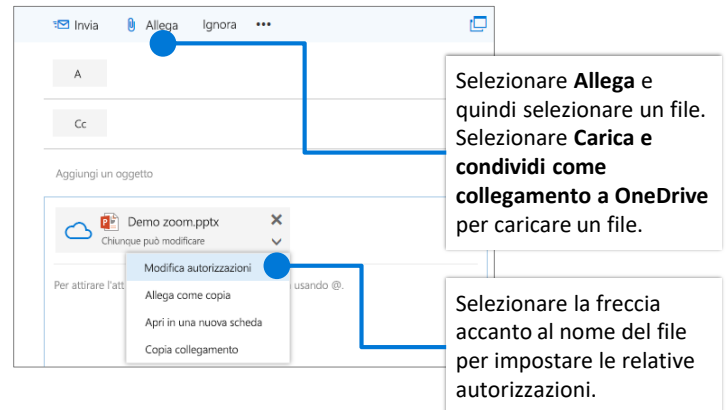 Invia Allega Ignora •••
A
Cc
Aggiungi un oggetto
Demo zoom.pptx
Chiunque può modificare
Modifica autorizzazioni
Per attirare l'att usando @.
Allega come copia
Apri in una nuova scheda
Copia collegamento
Selezionare Allega e
quindi selezionare un file.
Selezionare Carica e
condividi come
collegamento a OneDrive
per caricare un file.
Selezionare la freccia
accanto al nome del file
per impostare le relative
autorizzazioni.